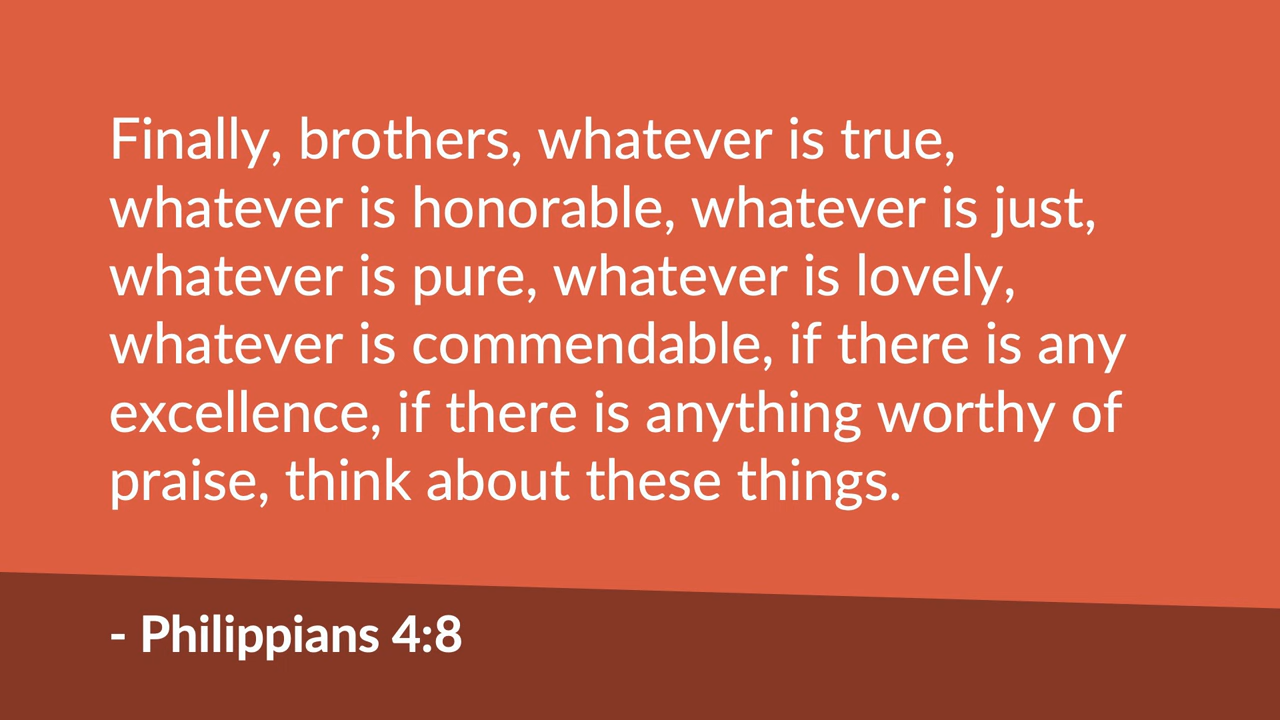 Finally, brothers, whatever is true,
whatever is honorable, whatever is just,
whatever is pure, whatever is lovely,
whatever is commendable, if there is any
excellence, if there is anything worthy of
praise, think about these things.
- Philippians 4:8